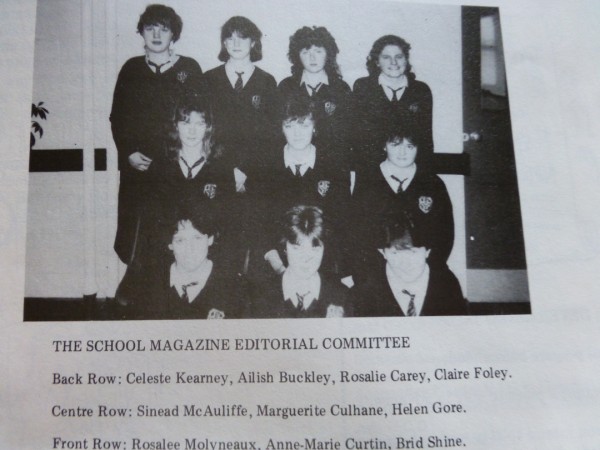 THE SCHOOL MAGAZINE EDITORIAL COMMITTEE
Back Row: Celeste Kearney, Ailish Buckley, Rosalie Carey, Claire Foley.
Centre Row: Sinead McAuliffe, Marguerite Culhane, Helen Gore.
Front Row: Rosalee Molyneaux, Anne-Marie Curtin, Brid Shine.